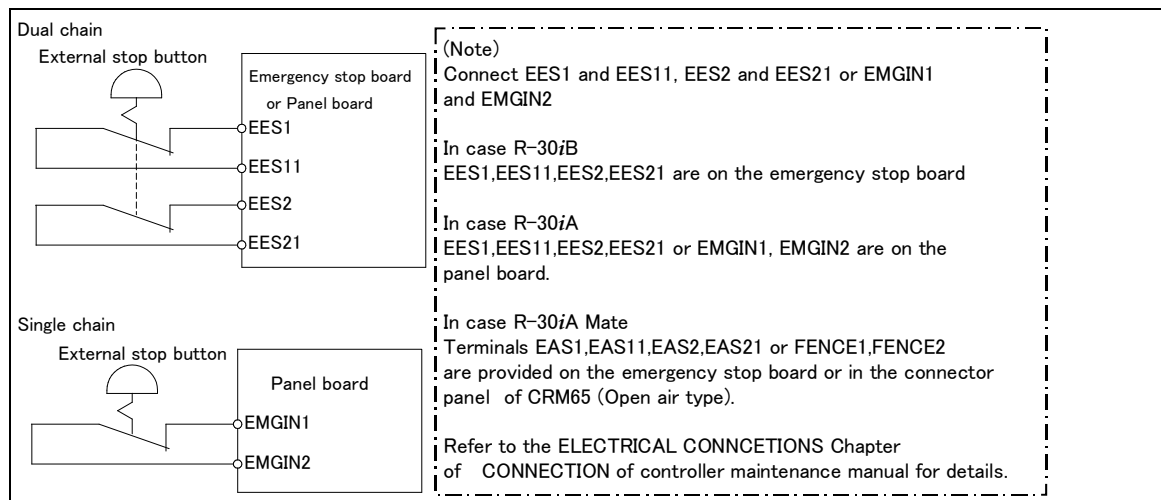 Dual chain
External stop button
Emergency stop board
or Panel board
EES1
EES11
EES2
EES21
Single chain
External stop button
Panel board
EMGIN1
EMGIN2
(Note)
Connect EES1 and EES11, EES2 and EES21 or EMGIN1
and EMGIN2
In case R-30iB
EES1,EES11,EES2,EES21 are on the emergency stop board
In case R-30iA
EES1,EES11,EES2,EES21 or EMGIN1, EMGIN2 are on the
panel board.
In case R-30iA Mate
Terminals EAS1,EAS11,EAS2,EAS21 or FENCE1,FENCE2
are provided on the emergency stop board or in the connector
panel of CRM65 (Open air type).
Refer to the ELECTRICAL CONNCETIONS Chapter
of CONNECTION of controller maintenance manual for details.